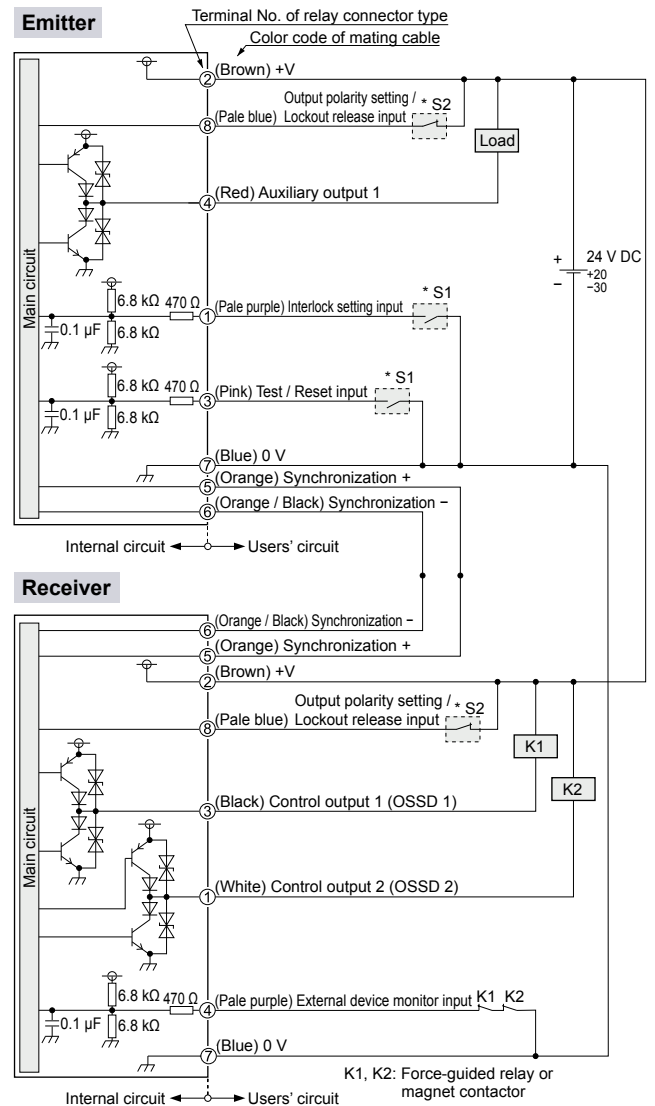 Emitter
Terminal No. of relay connector type
Color code of mating cable
② (Brown) +V
Output polarity setting / * S2
⑧ (Pale blue) Lockout release input
Load
④ (Red) Auxiliary output 1
Main circuit
+ 24 V DC
+20
− −30
6.8 kΩ 470 Ω ① (Pale purple) Interlock setting input * S1
0.1 µF 6.8 kΩ
6.8 kΩ 470 Ω ③ (Pink) Test / Reset input * S1
0.1 µF 6.8 kΩ
⑦ (Blue) 0 V
⑤ (Orange) Synchronization +
⑥ (Orange / Black) Synchronization −
Internal circuit Users' circuit
Receiver
⑥ (Orange / Black) Synchronization −
⑤ (Orange) Synchronization +
② (Brown) +V
Output polarity setting / * S2
⑧ (Pale blue) Lockout release input
K1
K2
③ (Black) Control output 1 (OSSD 1)
Main circuit
① (White) Control output 2 (OSSD 2)
6.8 kΩ 470 Ω ④ (Pale purple) External device monitor input K1 K2
0.1 µF 6.8 kΩ
⑦ (Blue) 0 V
K1, K2: Force-guided relay or
magnet contactor
Internal circuit Users' circuit